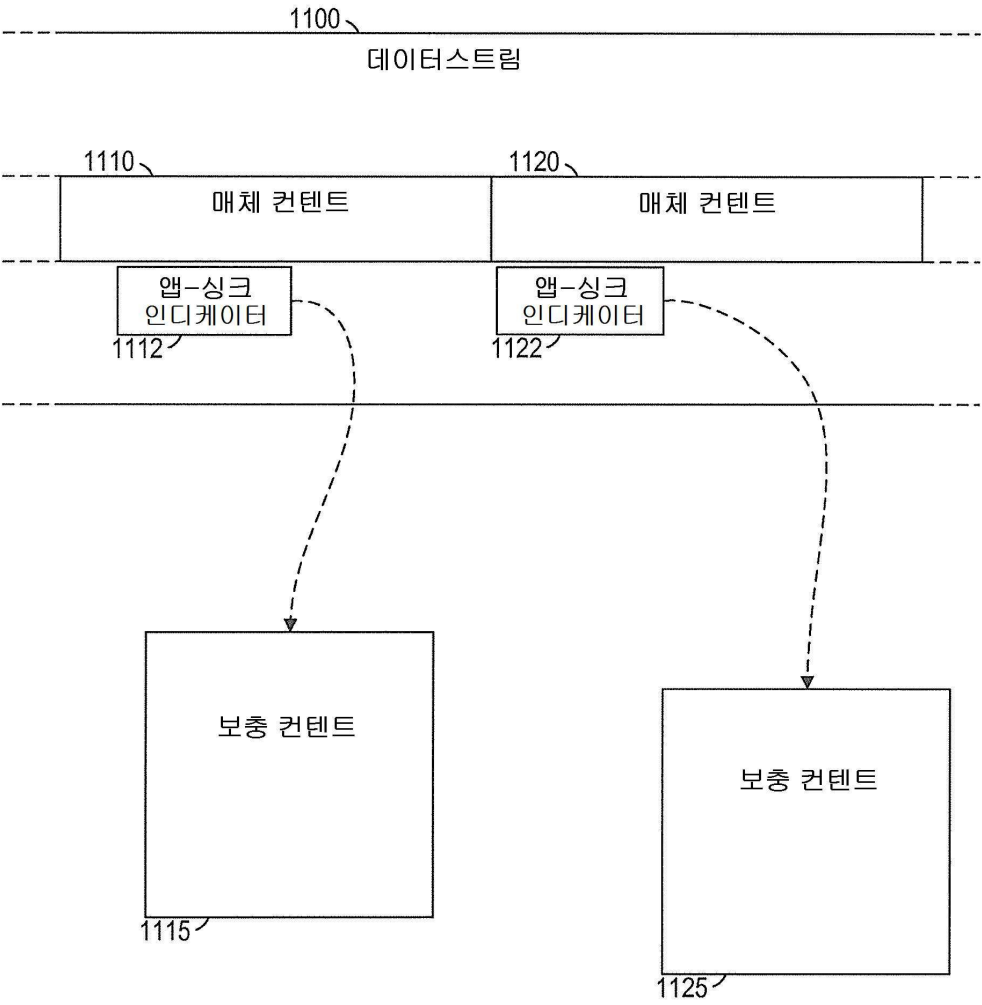 1100
데이터스트림
1110
1120
매체 컨텐트
매체 컨텐트
앱-싱크
인디케이터
앱-싱크
인디케이터
1112
1122
보충 컨텐트
보충 컨텐트
1115
1125